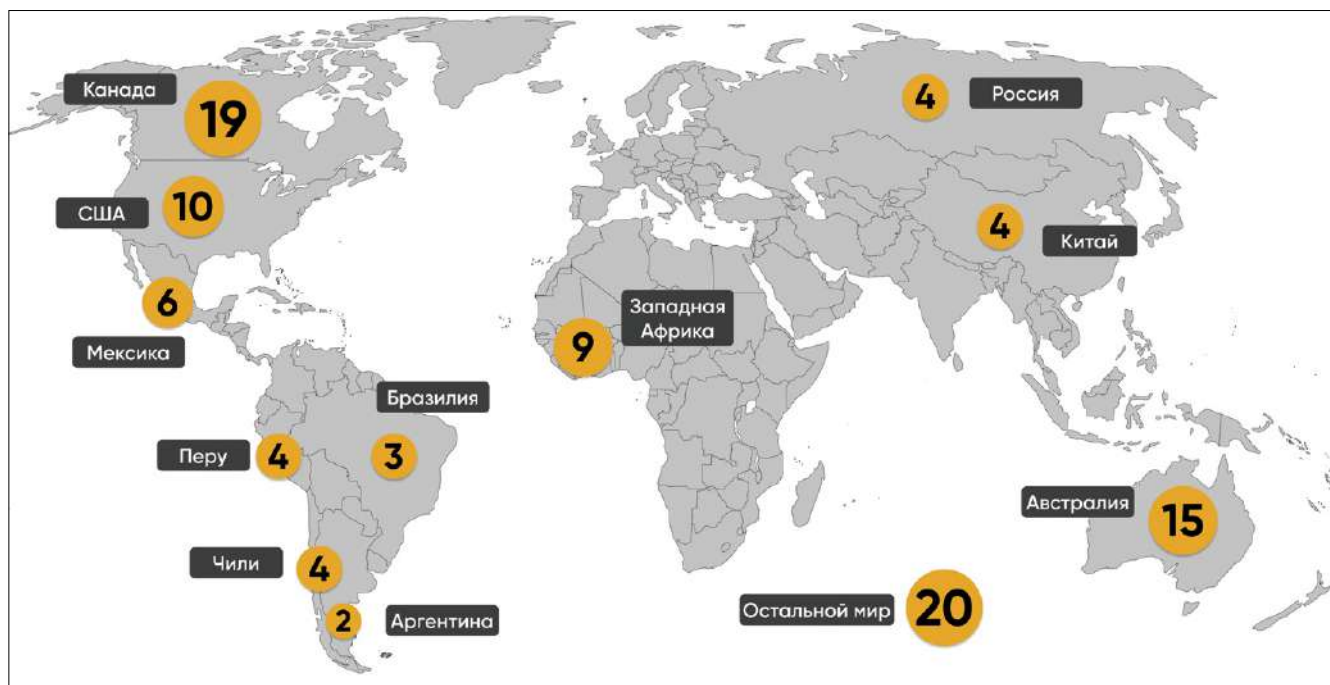 Канада
19
4
Россия
США
10
4
Китай
6
Мексика
Западная
Африка
9
Бразилия
Перу
4
3
Австралия
15
Чили
4
Остальной мир
20
2
Аргентина